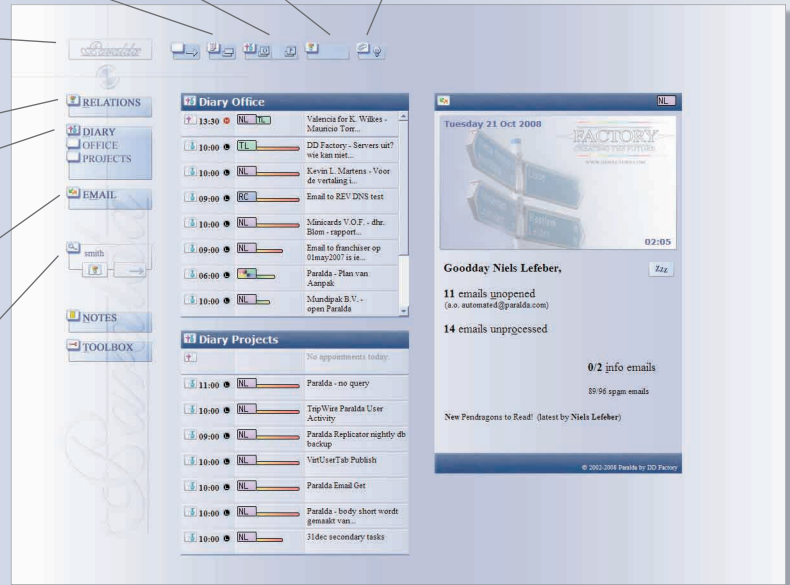 Paralda
RELATIONS
DIARY
OFFICE
PROJECTS
EMAIL
smith
NOTES
TOOLBOX
Diary Office
13:30 NL TL Valencia for K. Wilkes -
Mauricio Torr...
10:00 TL DD Factory - Servers uit?
wie kan niet...
10:00 NL Kevin L. Martens - Voor
de vertaling i...
09:00 RC Email to REV DNS test
10:00 NL Minicards V.O.F. - dhr.
Blom - rapport...
09:00 NL Email to franchiser op
01may2007 is ie...
06:00 Paralda - Plan van
Aanpak
10:00 NL Mundipak B.V. -
open Paralda
Diary Projects
No appointments today.
11:00 NL Paralda - no query
10:00 NL TripWire Paralda User
Activity
09:00 NL Paralda Replicator nightly db
backup
10:00 NL VirtUserTab Publish
10:00 NL Paralda Email Get
10:00 NL Paralda - body short wordt
gemaakt van...
10:00 NL 31dec secondary tasks
NL
Tuesday 21 Oct 2008
FACTORY
CREATING THE FUTURE
02:05
Goodday Niels Lefeber,
Zzz
11 emails unopened
(a.o. automated@paralda.com)
14 emails unprocessed
0/2 info emails
89/96 spam emails
New Pendragons to Read! (latest by Niels Lefeber)
© 2002-2008 Paralda by DD Factory